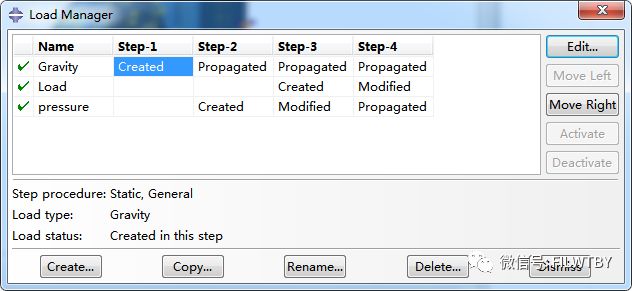 Load Manager
Name Step-1 Step-2 Step-3 Step-4
Gravity Created Propagated Propagated Propagated
Load Created Modified
pressure Created Modified Propagated
Edit...
Move Left
Move Right
Activate
Deactivate
Step procedure: Static, General
Load type: Gravity
Load status: Created in this step
Create... Copy... Rename... Delete... Dismiss
微信号: FILWTBY